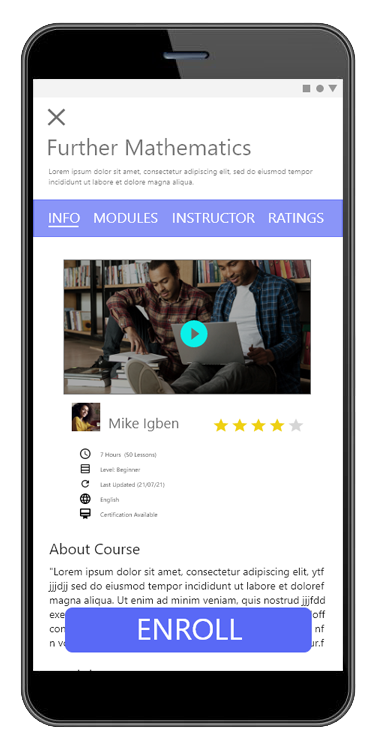 Further Mathematics
Lorem ipsum dolor sit amet, consectetur adipiscing elit, sed do eiusmod tempor
incididunt ut labore et dolore magna aliqua.
INFO MODULES INSTRUCTOR RATINGS
Mike Igben
7 Hours (50 Lessons)
Level: Beginner
Last Updated (21/07/21)
English
Certification Available
About Course
"Lorem ipsum dolor sit amet, consectetur adipiscing elit, ytf
jjjdjj sed do eiusmod tempor incididunt ut labore et doloref
magna aliqua. Ut enim ad minim veniam, quis nostrud jjjfdd
ENROLL